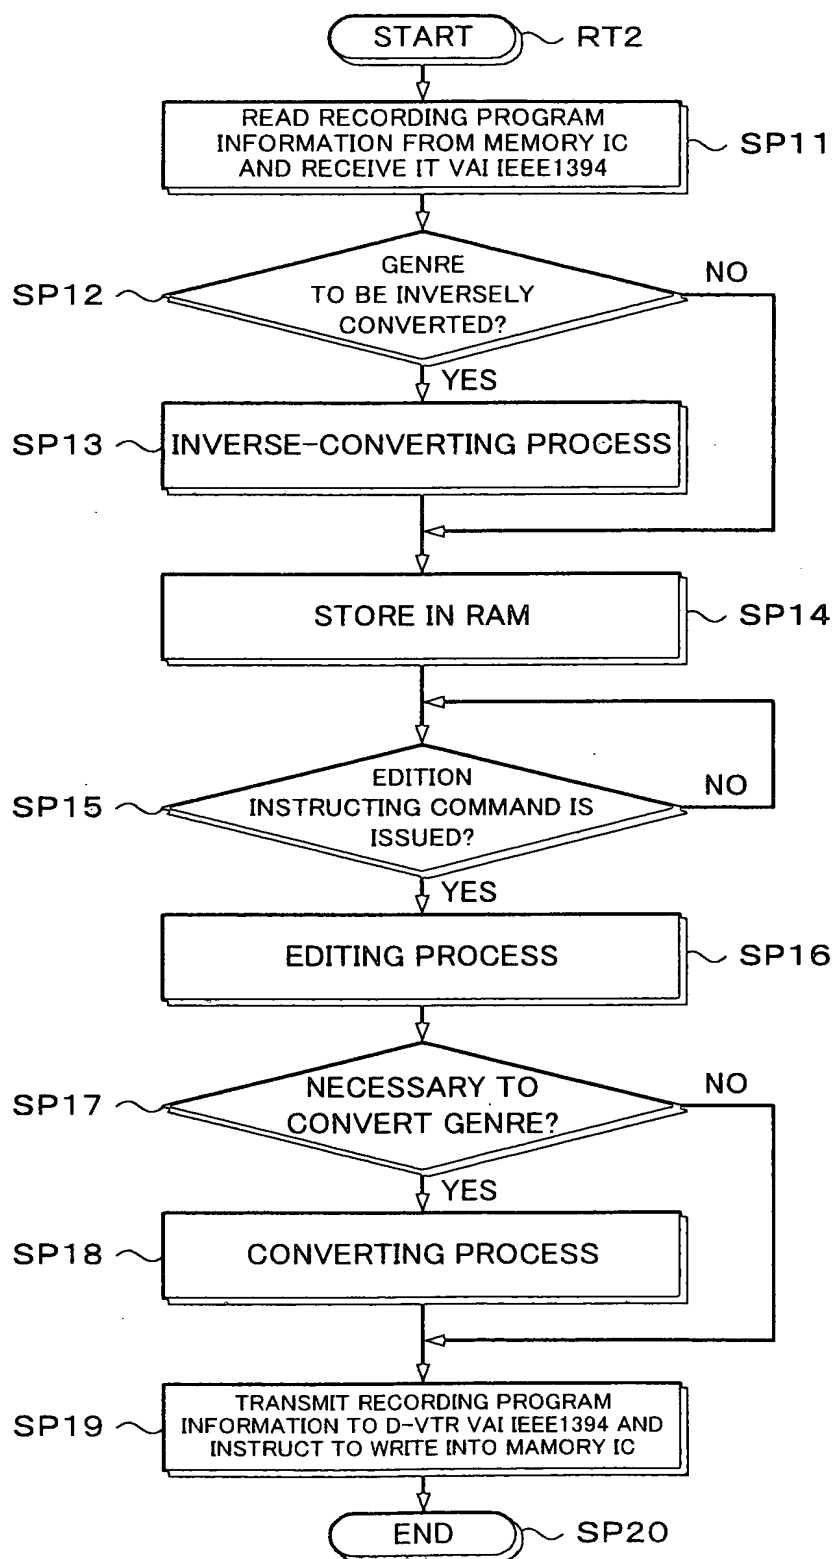 START
RT2
READ RECORDING PROGRAM
INFORMATION FROM MEMORY IC
AND RECEIVE IT VAI IEEE1394
SP11
GENRE
TO BE INVERSELY
CONVERTED?
SP12
NO
YES
SP13
INVERSE-CONVERTING PROCESS
STORE IN RAM
SP14
EDITION
INSTRUCTING COMMAND IS
ISSUED?
SP15
NO
YES
EDITING PROCESS
SP16
NECESSARY TO
CONVERT GENRE?
SP17
NO
YES
SP18
CONVERTING PROCESS
TRANSMIT RECORDING PROGRAM
INFORMATION TO D-VTR VAI IEEE1394 AND
INSTRUCT TO WRITE INTO MAMORY IC
SP19
END
SP20